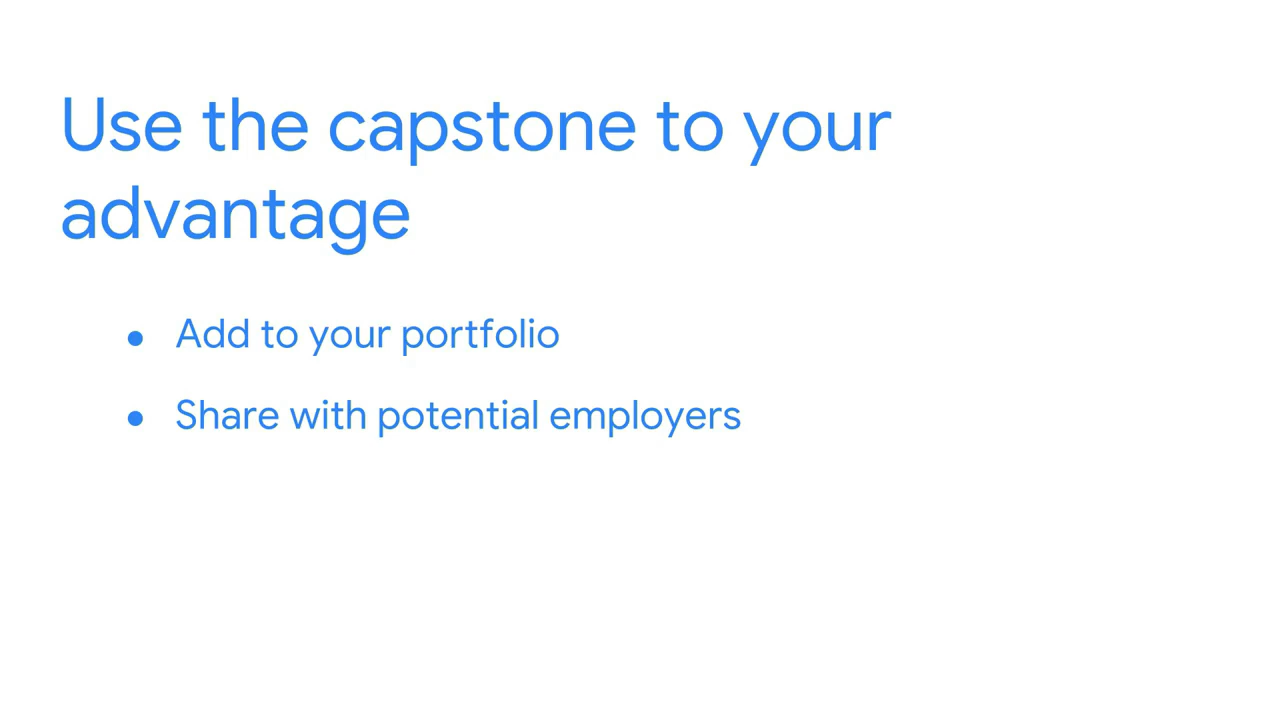 Use the capstone to your
advantage
● Add to your portfolio
● Share with potential employers